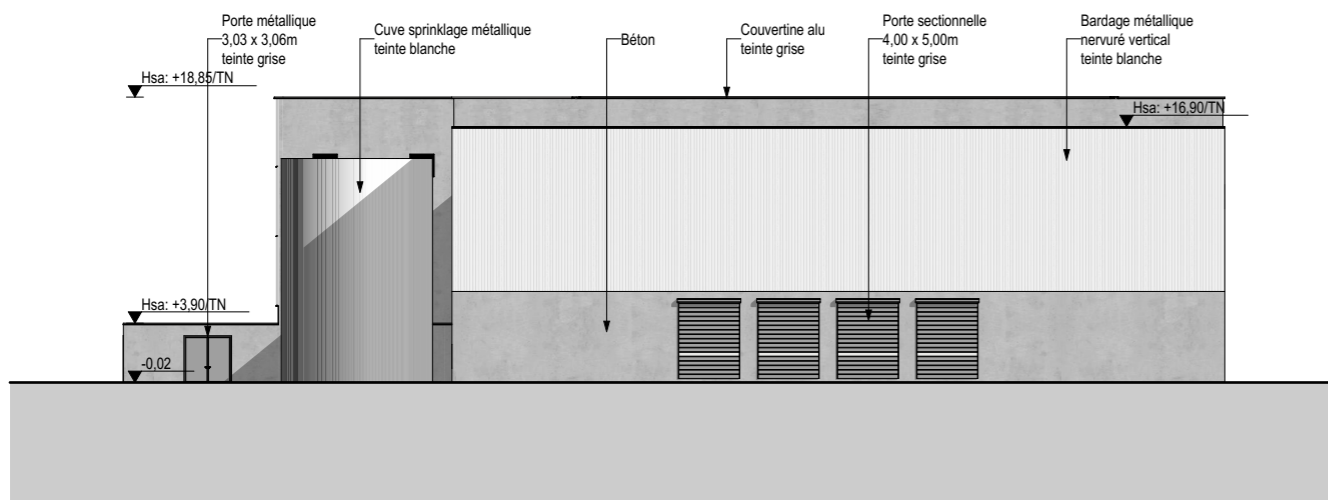 Porte métallique
3,03 x 3,06m
teinte grise
Cuve sprinklage métallique
teinte blanche
Béton
Couvertine alu
teinte grise
Porte sectionnelle
4,00 x 5,00m
teinte grise
Bardage métallique
nervuré vertical
teinte blanche
Hsa: +18,85/TN
Hsa: +16,90/TN
Hsa: +3,90/TN
-0,02